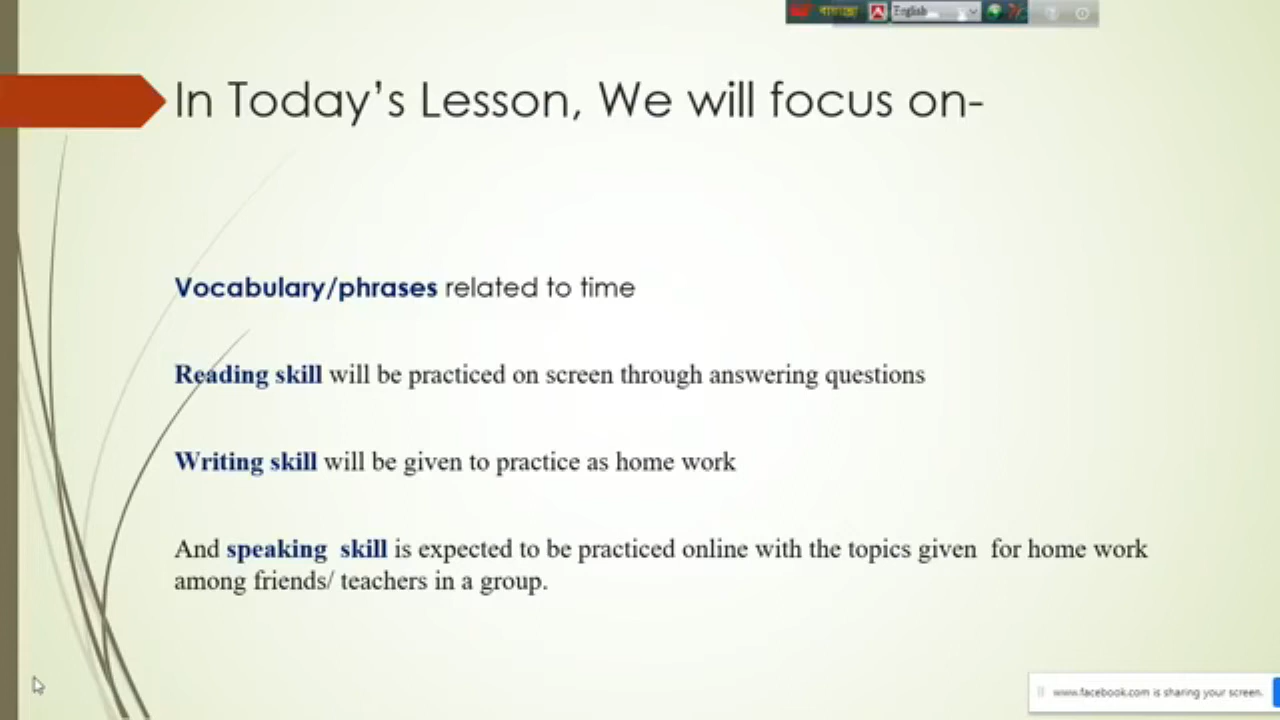 English
In Today's Lesson, We will focus on-
Vocabulary/phrases related to time
Reading skill will be practiced on screen through answering questions
Writing skill will be given to practice as home work
And speaking skill is expected to be practiced online with the topics given for home work
among friends/ teachers in a group.
www.facebook.com is sharing your screen.